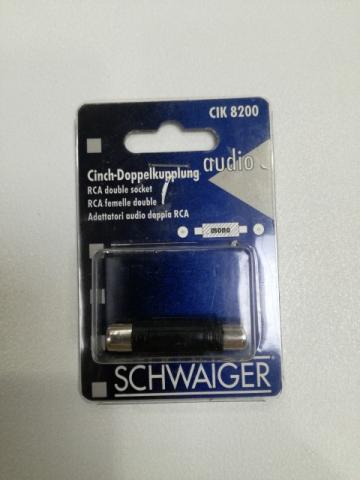 CIK 8200
audio
Cinch-Doppelkupplung
RCA double socket
RCA femelle double
Adattatori audio doppia RCA
mono
SCHWAIGER